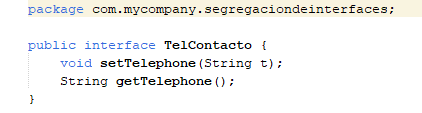 package com.mycompany.segregaciondeinterfaces;
public interface TelContacto {
void setTelephone(String t);
String getTelephone();
}